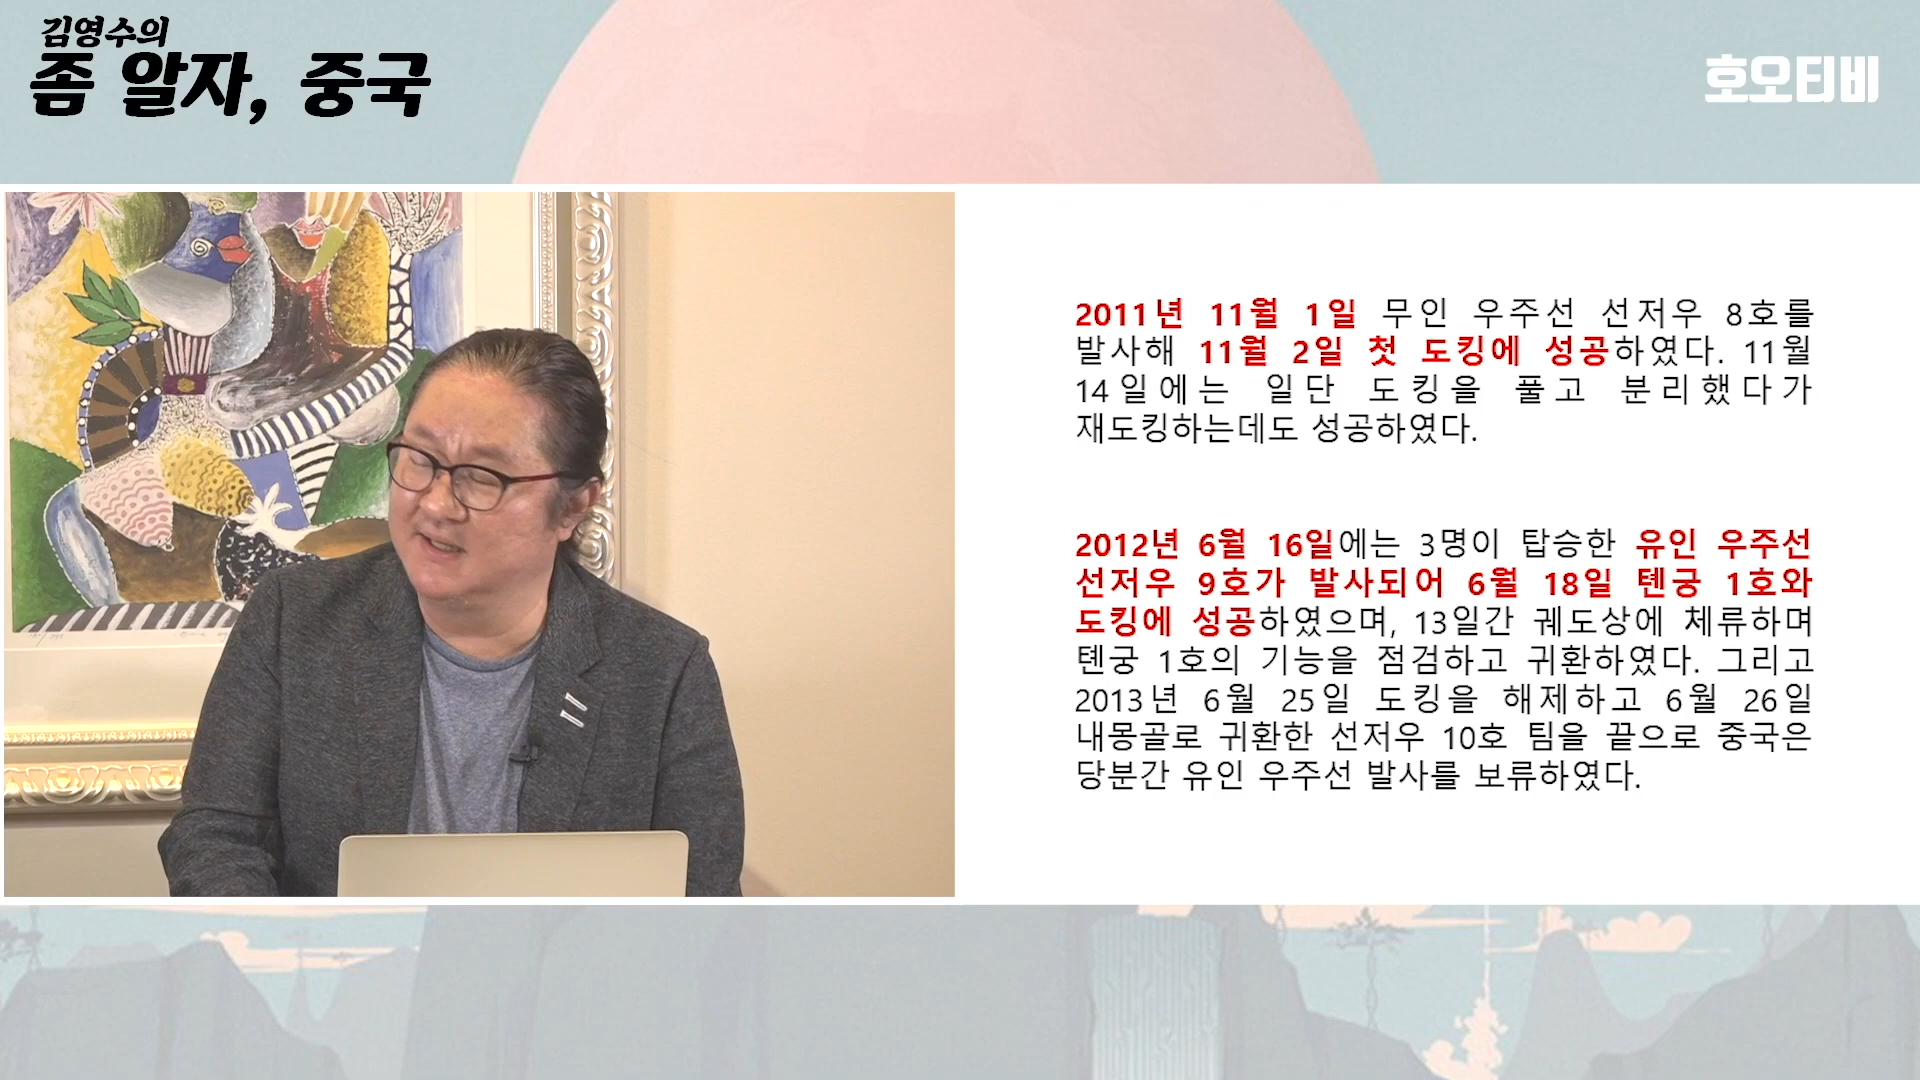 김영수의
좀 알자, 중국
호오티비
2011년 11월 1일 무인 우주선 선저우 8호를
발사해 11월 2일 첫 도킹에 성공하였다. 11월
14일에는 일단 도킹을 풀고 분리했다가
재도킹하는데도 성공하였다.
2012년 6월 16일에는 3명이 탑승한 유인 우주선
선저우 9호가 발사되어 6월 18일 톈궁 1호와
도킹에 성공하였으며, 13일간 궤도상에 체류하며
톈궁 1호의 기능을 점검하고 귀환하였다. 그리고
2013년 6월 25일 도킹을 해제하고 6월 26일
내몽골로 귀환한 선저우 10호 팀을 끝으로 중국은
당분간 유인 우주선 발사를 보류하였다.